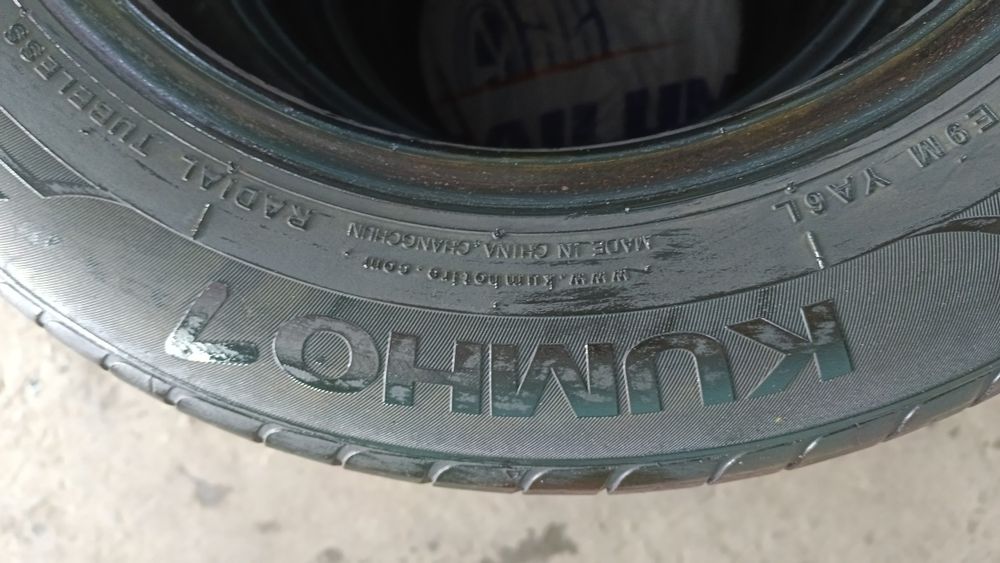 KUMHO
www.kumhotire.com
MADE IN CHINA, CHANGCHUN
E9M YA6L
RADIAL TUBELESS